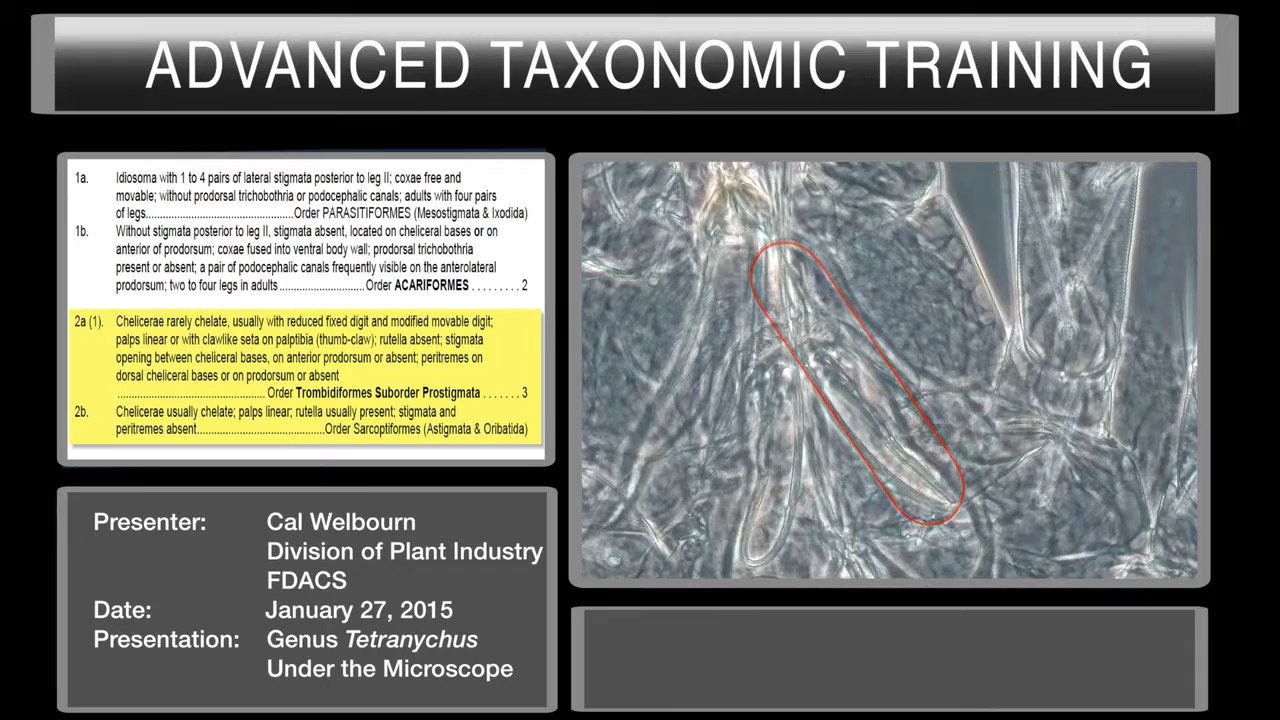 ADVANCED TAXONOMIC TRAINING
1a. Idiosoma with 1 to 4 pairs of lateral stigmata posterior to leg II; coxae free and
movable; without prodorsal trichobothria or podocephalic canals; adults with four pairs
of legs..................................................Order PARASITIFORMES (Mesostigmata & Ixodida)
1b. Without stigmata posterior to leg II, stigmata absent, located on cheliceral bases or on
anterior of prodorsum; coxae fused into ventral body wall; prodorsal trichobothria
present or absent; a pair of podocephalic canals frequently visible on the anterolateral
prodorsum; two to four legs in adults .............................Order ACARIFORMES . . . . . . . . . 2
2a (1). Chelicerae rarely chelate, usually with reduced fixed digit and modified movable digit;
palps linear or with clawlike seta on palptibia (thumb-claw); rutella absent; stigmata
opening between cheliceral bases, on anterior prodorsum or absent; peritremes on
dorsal cheliceral bases or on prodorsum or absent
.................................................. Order Trombidiformes Suborder Prostigmata . . . . . . . 3
2b. Chelicerae usually chelate; palps linear; rutella usually present; stigmata and
peritremes absent...........................................Order Sarcoptiformes (Astigmata & Oribatida)
Presenter: Cal Welbourn
Division of Plant Industry
FDACS
Date: January 27, 2015
Presentation: Genus Tetranychus
Under the Microscope